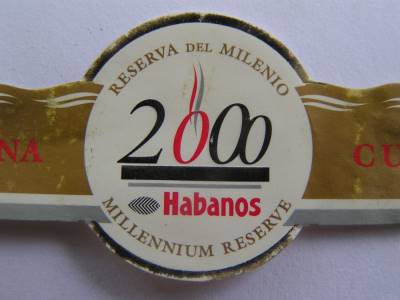 RESERVA DEL MILENIO
2000
Habanos
MILLENNIUM RESERVE
NA
CU